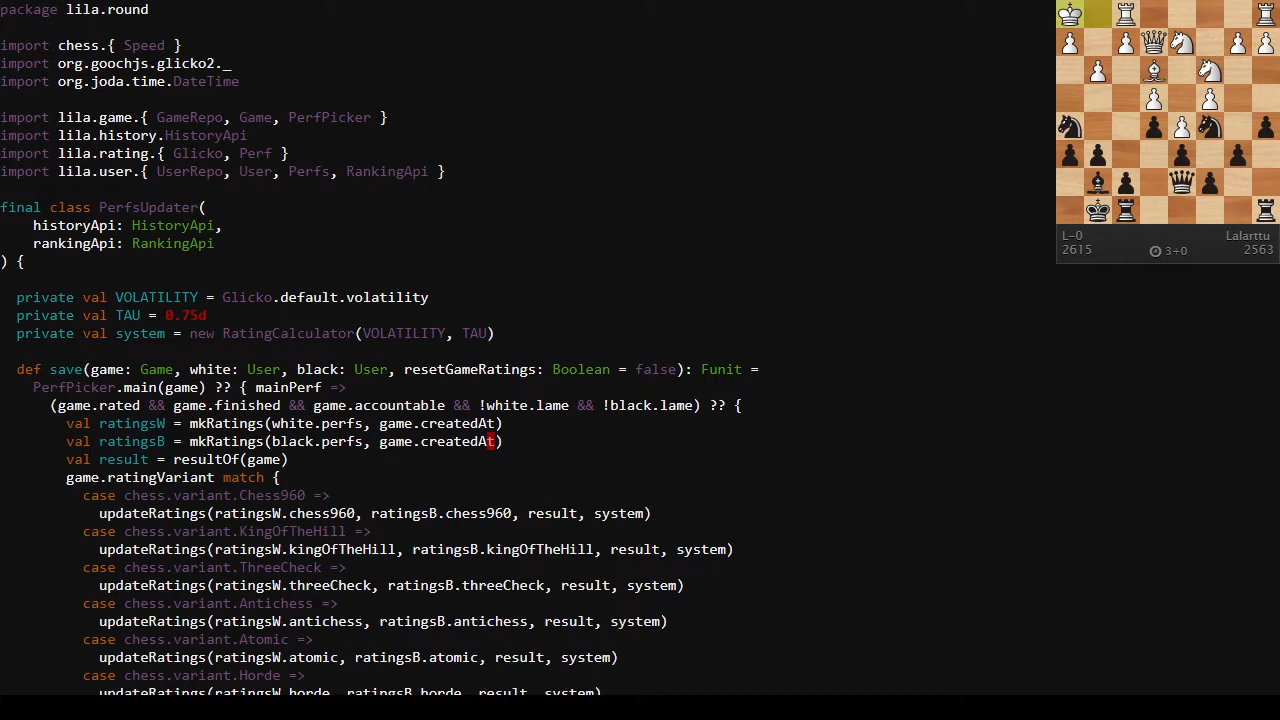 package lila.round
import chess.{ Speed }
import org.goochjs.glicko2._
import org.joda.time.DateTime
import lila.game.{ GameRepo, Game, PerfPicker }
import lila.history.HistoryApi
import lila.rating.{ Glicko, Perf }
import lila.user.{ UserRepo, User, Perfs, RankingApi }
final class PerfsUpdater(
historyApi: HistoryApi,
rankingApi: RankingApi
) {
private val VOLATILITY = Glicko.default.volatility
private val TAU = 0.75d
private val system = new RatingCalculator(VOLATILITY, TAU)
def save(game: Game, white: User, black: User, resetGameRatings: Boolean = false): Funit =
PerfPicker.main(game) ?? { mainPerf =>
(game.rated && game.finished && game.accountable && !white.lame && !black.lame) ?? {
val ratingsW = mkRatings(white.perfs, game.createdAt)
val ratingsB = mkRatings(black.perfs, game.createdAt)
val result = resultOf(game)
game.ratingVariant match {
case chess.variant.Chess960 =>
updateRatings(ratingsW.chess960, ratingsB.chess960, result, system)
case chess.variant.KingOfTheHill =>
updateRatings(ratingsW.kingOfTheHill, ratingsB.kingOfTheHill, result, system)
case chess.variant.ThreeCheck =>
updateRatings(ratingsW.threeCheck, ratingsB.threeCheck, result, system)
case chess.variant.Antichess =>
updateRatings(ratingsW.antichess, ratingsB.antichess, result, system)
case chess.variant.Atomic =>
updateRatings(ratingsW.atomic, ratingsB.atomic, result, system)
case chess.variant.Horde =>
updateRatings(ratingsW.horde, ratingsB.horde, result, system)
L-0 Lalarttu
2615 3+0 2563